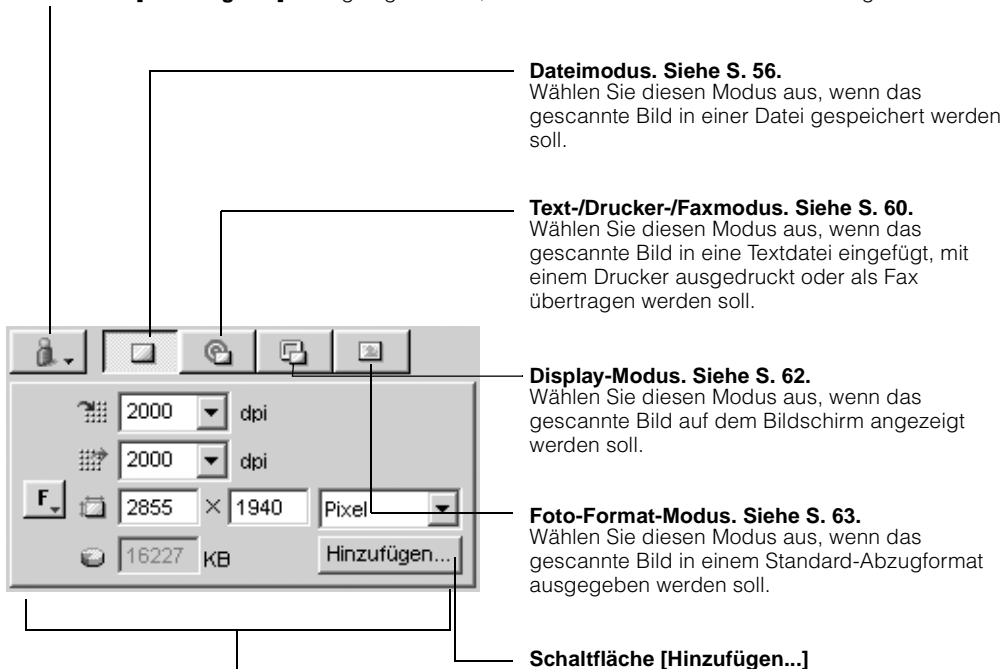 Dateimodus. Siehe S. 56.
Wählen Sie diesen Modus aus, wenn das
gescannte Bild in einer Datei gespeichert werden
soll.
Text-/Drucker-/Faxmodus. Siehe S. 60.
Wählen Sie diesen Modus aus, wenn das
gescannte Bild in eine Textdatei eingefügt, mit
einem Drucker ausgedruckt oder als Fax
übertragen werden soll.
Display-Modus. Siehe S. 62.
Wählen Sie diesen Modus aus, wenn das
gescannte Bild auf dem Bildschirm angezeigt
werden soll.
Foto-Format-Modus. Siehe S. 63.
Wählen Sie diesen Modus aus, wenn das
gescannte Bild in einem Standard-Abzugformat
ausgegeben werden soll.
2000 dpi
2000 dpi
F
2855 × 1940 Pixel
16227 KB Hinzufügen...
Schaltfläche [Hinzufügen...]